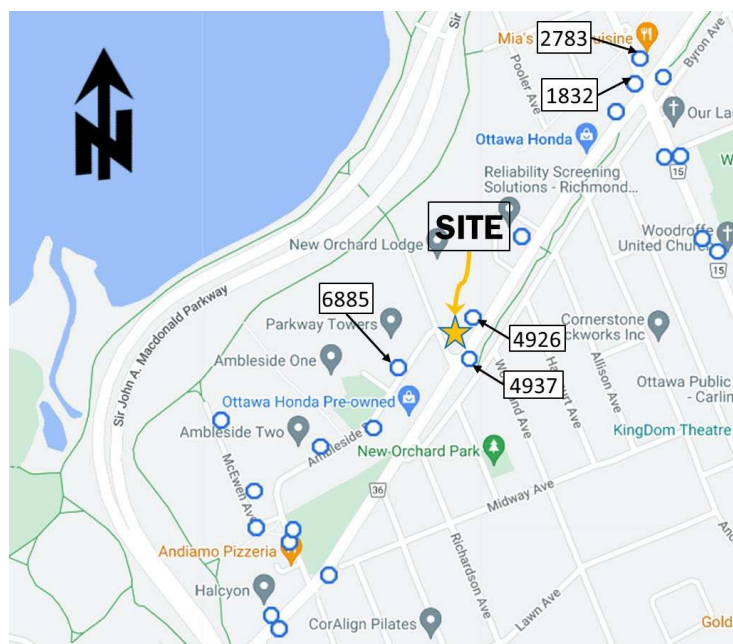 Sir
2783
Mia's
uisine
Byron Ave
Pooler Ave
1832
Our La
Ottawa Honda
Reliability Screening
Solutions - Richmond...
15
W
SITE
Woodroffe
United Church
New Orchard Lodge
15
6885
Parkway Towers
4926
Cornerstone
ckworks Inc
Sir John A. Macdonald Parkway
Ambleside One
4937
Allison Ave
Ottawa Public
- Carlin
Ottawa Honda Pre-owned
Ambleside Two
Ambleside
KingDom Theatre
New Orchard Park
McEwen Ave
36
Midway Ave
Andiamo Pizzeria
Richardson Ave
Halcyon
CorAlign Pilates
Lawn Ave
Gold
N